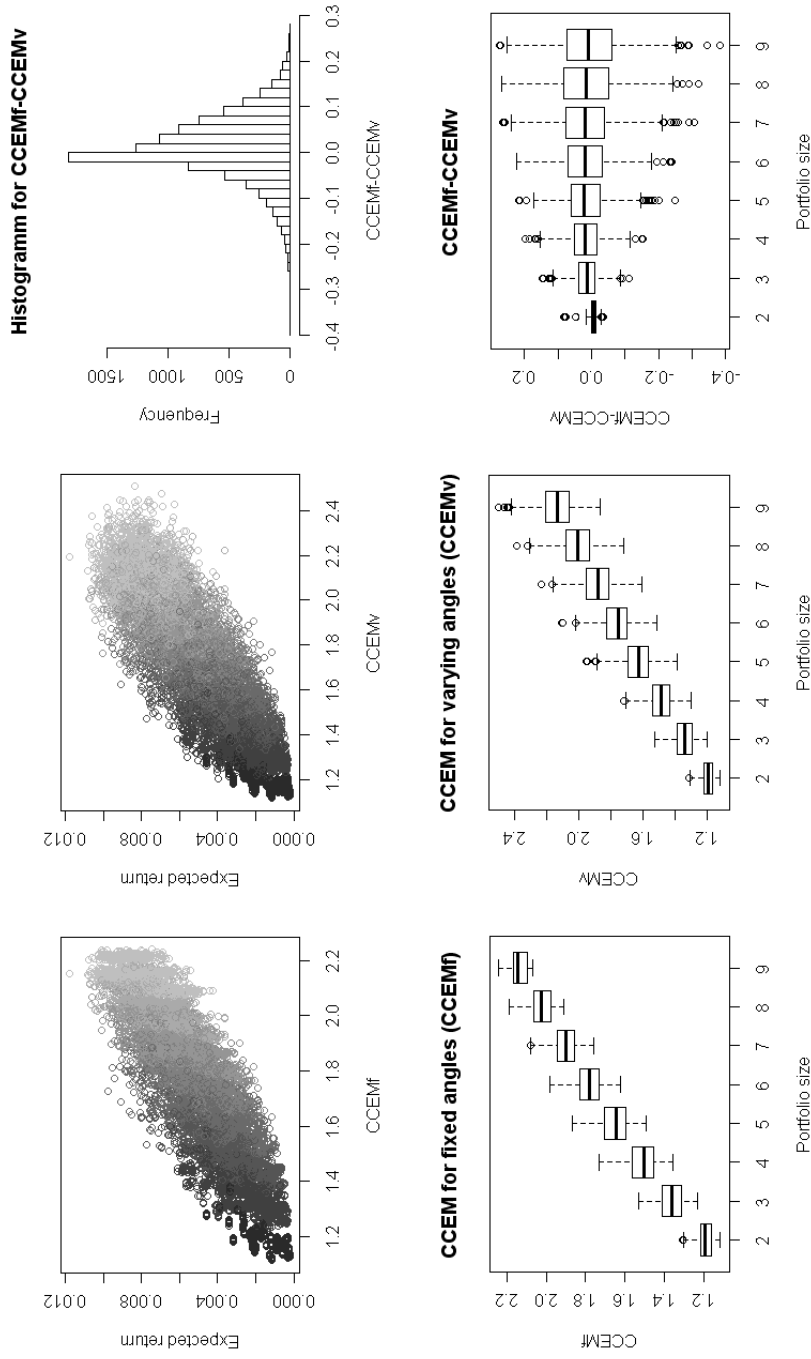 Expected return
0.012
0.008
0.004
0.000
1.2 1.4 1.6 1.8 2.0 2.2
CCEMf
Expected return
0.012
0.008
0.004
0.000
1.2 1.4 1.6 1.8 2.0 2.2 2.4
CCEMv
Histogramm for CCEMf-CCEMv
Frequency
1500
1000
500
0
-0.4 -0.3 -0.2 -0.1 0.0 0.1 0.2 0.3
CCEMf-CCEMv
CCEM for fixed angles (CCEMf)
CCEMf
2.2
2.0
1.8
1.6
1.4
1.2
2 3 4 5 6 7 8 9
Portfolio size
CCEM for varying angles (CCEMv)
CCEMv
2.4
2.0
1.6
1.2
2 3 4 5 6 7 8 9
Portfolio size
CCEMf-CCEMv
CCEMf-CCEMv
0.2
0.0
-0.2
-0.4
2 3 4 5 6 7 8 9
Portfolio size